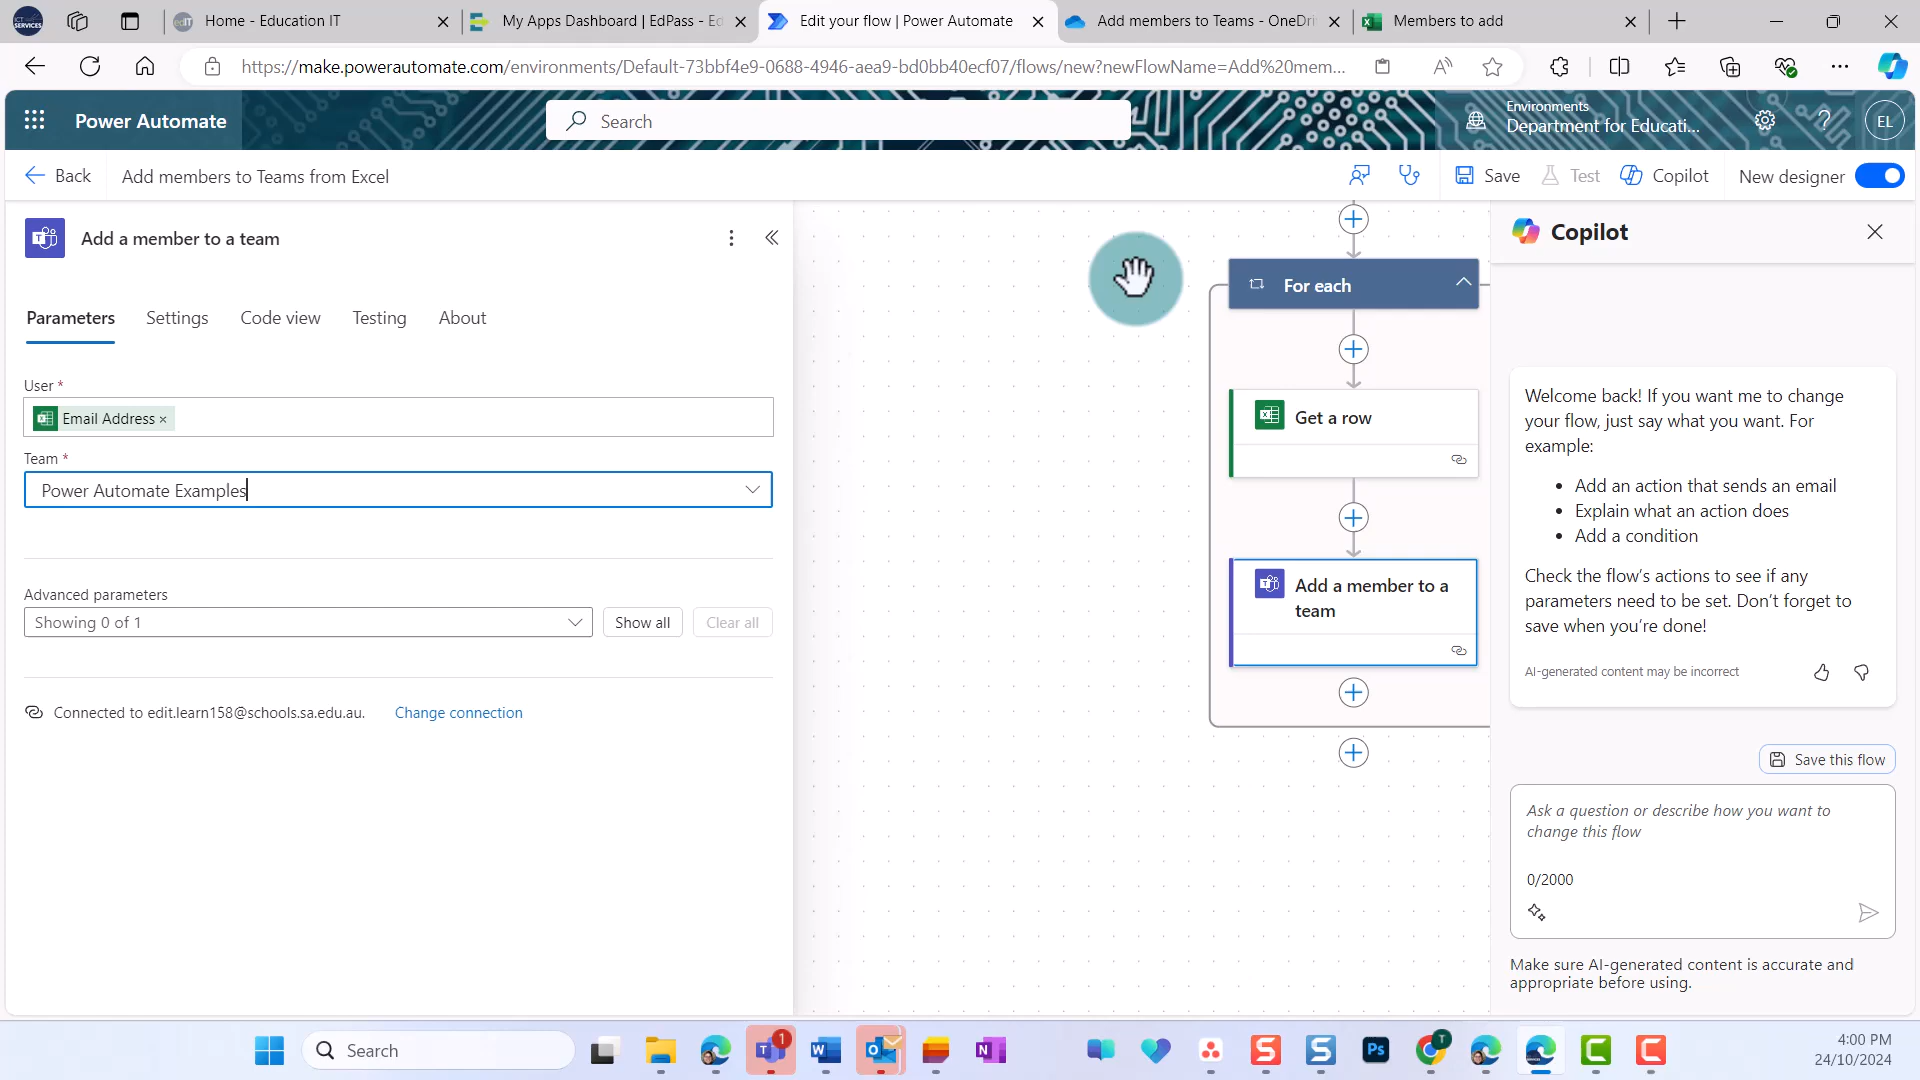 Home - Education IT
My Apps Dashboard | EdPass - Ed
Edit your flow | Power Automate
Add members to Teams - OneDri
Members to add
https://make.powerautomate.com/environments/Default-73bbf4e9-0688-4946-aea9-bd0bb40ecf07/flows/new?newFlowName=Add%20mem...
Power Automate
Search
Environments
Department for Educati...
EL
Back
Add members to Teams from Excel
Save
Test
Copilot
New designer
Add a member to a team
Parameters
Settings
Code view
Testing
About
User *
Email Address ×
Team *
Power Automate Examples
Advanced parameters
Showing 0 of 1
Show all
Clear all
Connected to edit.learn158@schools.sa.edu.au.
Change connection
For each
Get a row
Add a member to a
team
Copilot
Welcome back! If you want me to change
your flow, just say what you want. For
example:
• Add an action that sends an email
• Explain what an action does
• Add a condition
Check the flow's actions to see if any
parameters need to be set. Don't forget to
save when you're done!
AI-generated content may be incorrect
Save this flow
Ask a question or describe how you want to
change this flow
0/2000
Make sure AI-generated content is accurate and
appropriate before using.
Search
1
4:00 PM
24/10/2024